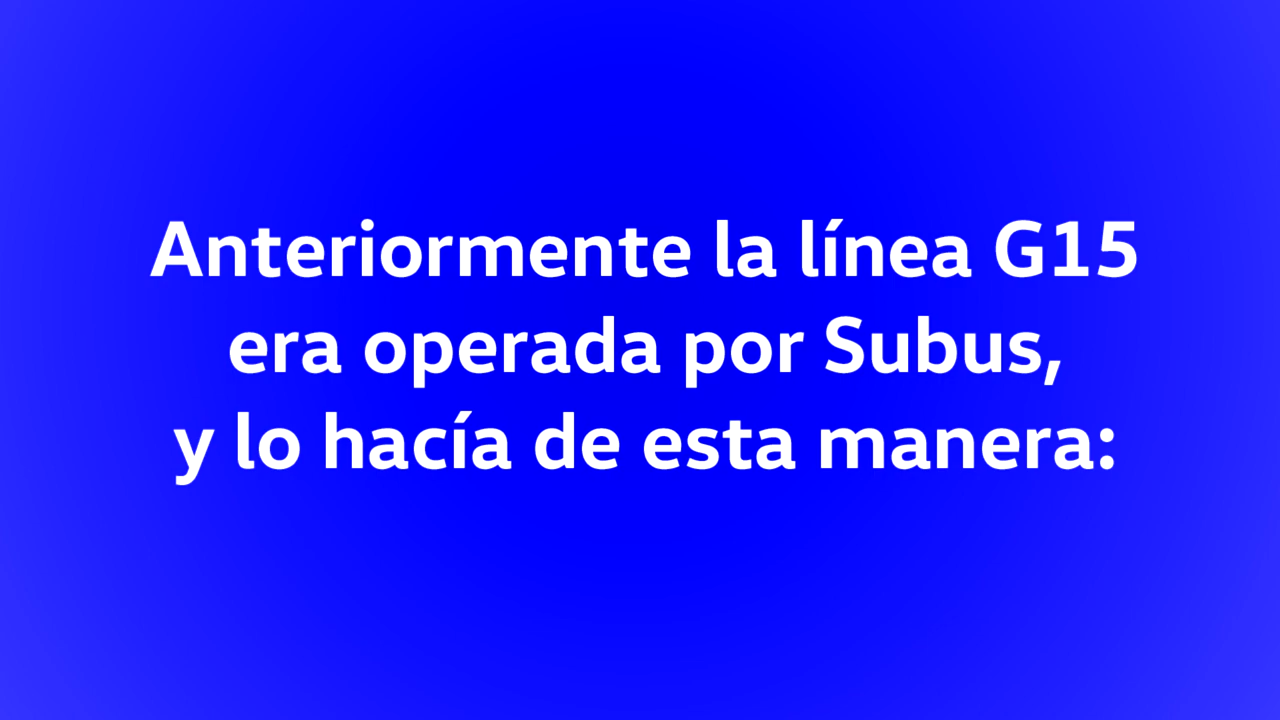 Anteriormente la línea G15
era operada por Subus,
y lo hacía de esta manera: